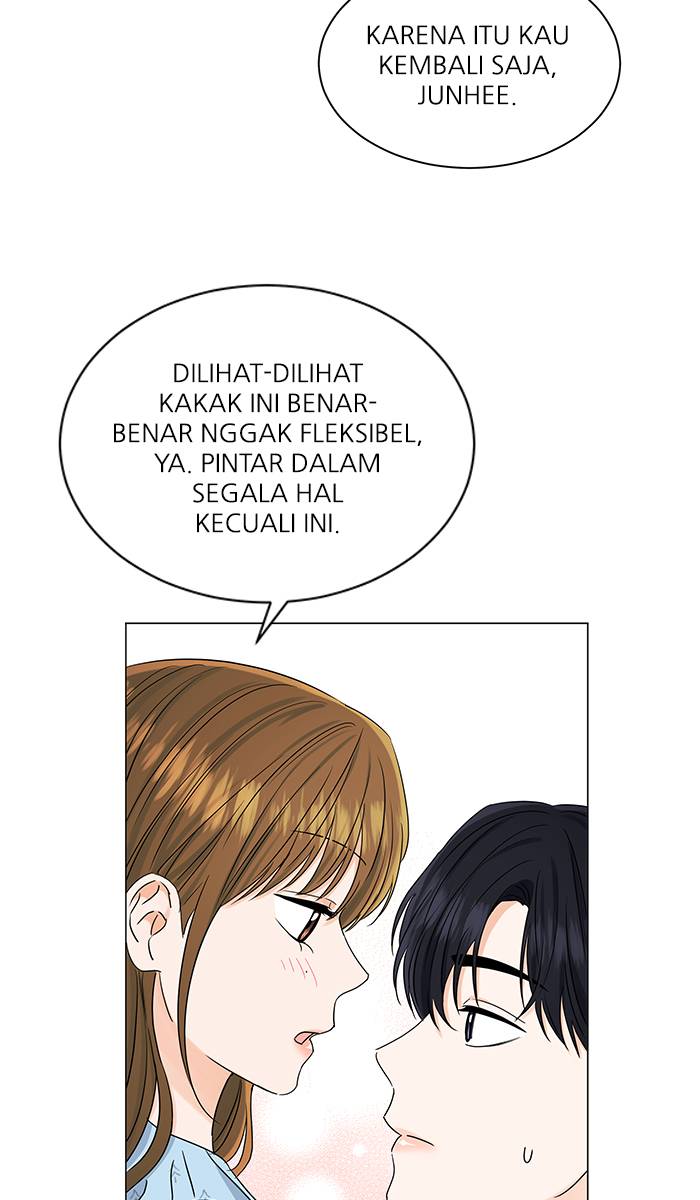 KARENA ITU KAU
KEMBALI SAJA,
JUNHEE.
DILIHAT-DILIHAT
KAKAK INI BENAR-
BENAR NGGAK FLEKSIBEL,
YA. PINTAR DALAM
SEGALA HAL
KECUALI INI.